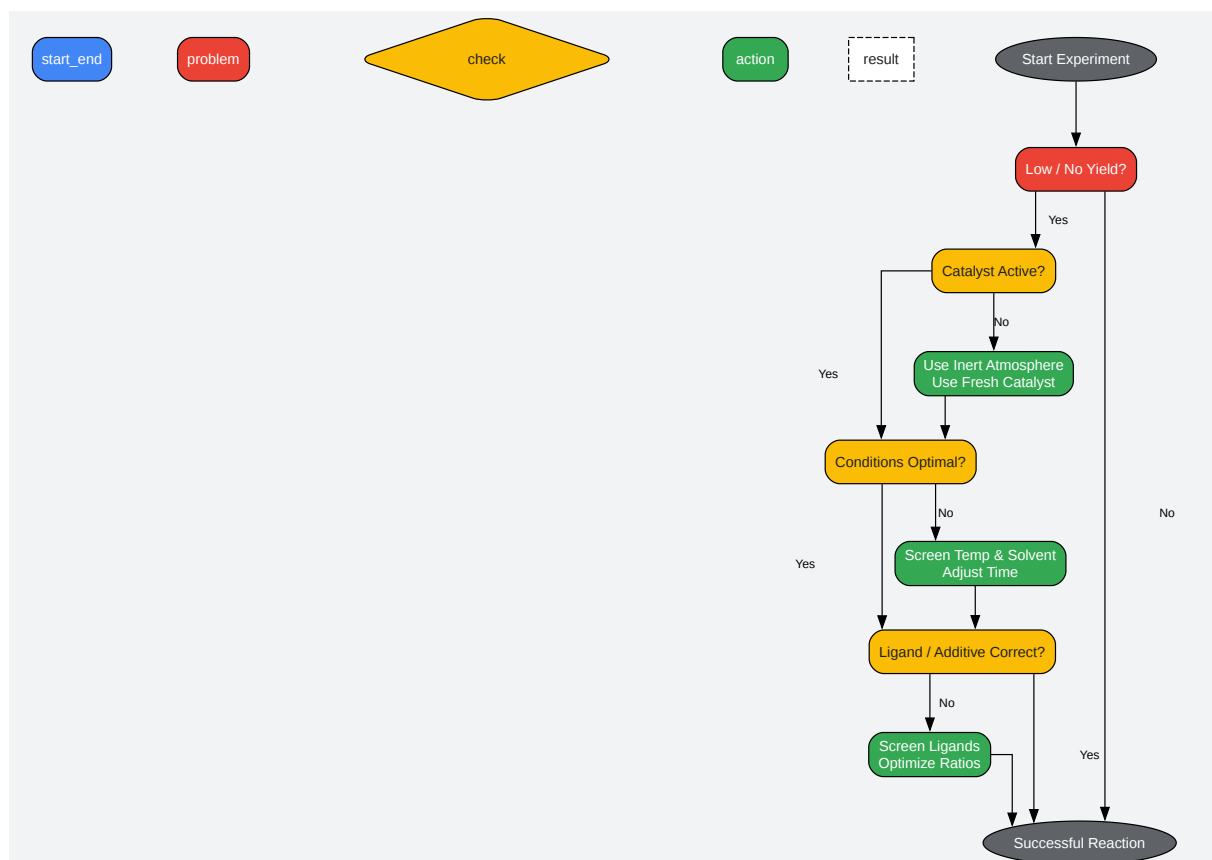 start_end
problem
check
action
result
Start Experiment
Low / No Yield?
Yes
Catalyst Active?
No
Use Inert Atmosphere
Use Fresh Catalyst
Yes
Conditions Optimal?
No
No
Screen Temp & Solvent
Adjust Time
Yes
Ligand / Additive Correct?
No
Screen Ligands
Optimize Ratios
Yes
Successful Reaction